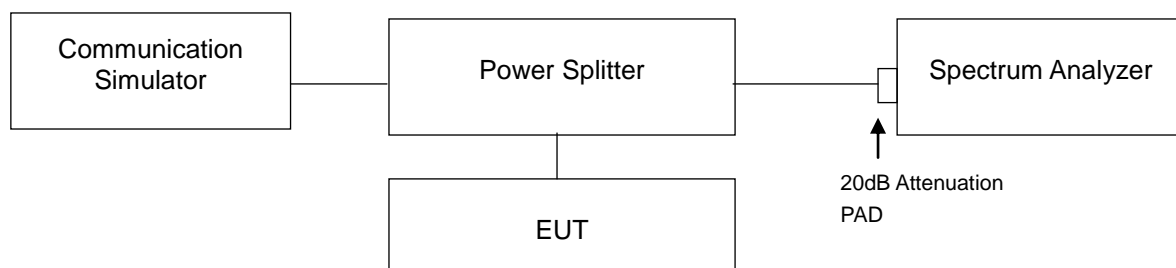 Communication
Simulator
Power Splitter
Spectrum Analyzer
20dB Attenuation
PAD
EUT